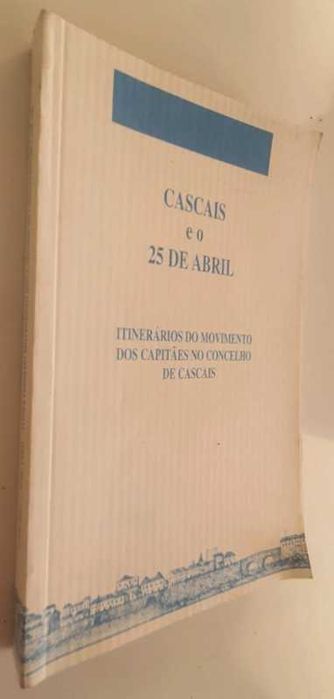 CASCAIS
e o
25 DE ABRIL
ITINERÁRIOS DO MOVIMENTO
DOS CAPITÃES NO CONCELHO
DE CASCAIS